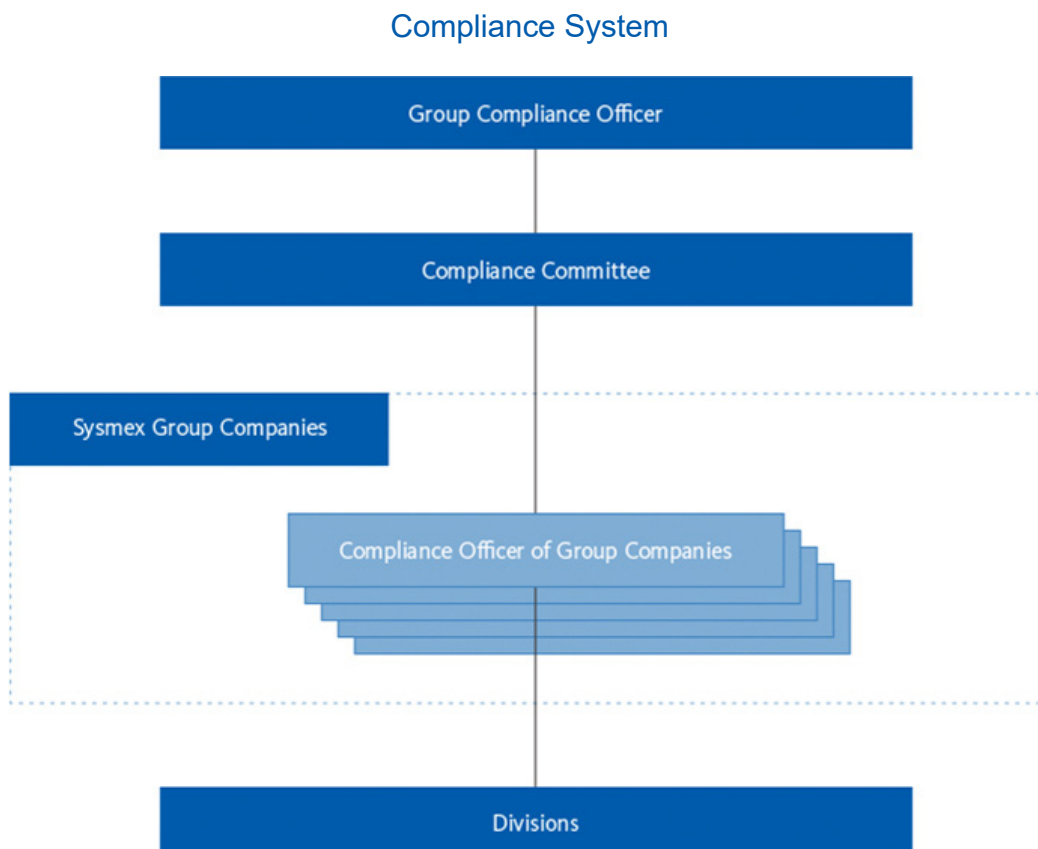 Compliance System
Group Compliance Officer
Compliance Committee
Sysmex Group Companies
Compliance Officer of Group Companies
Divisions